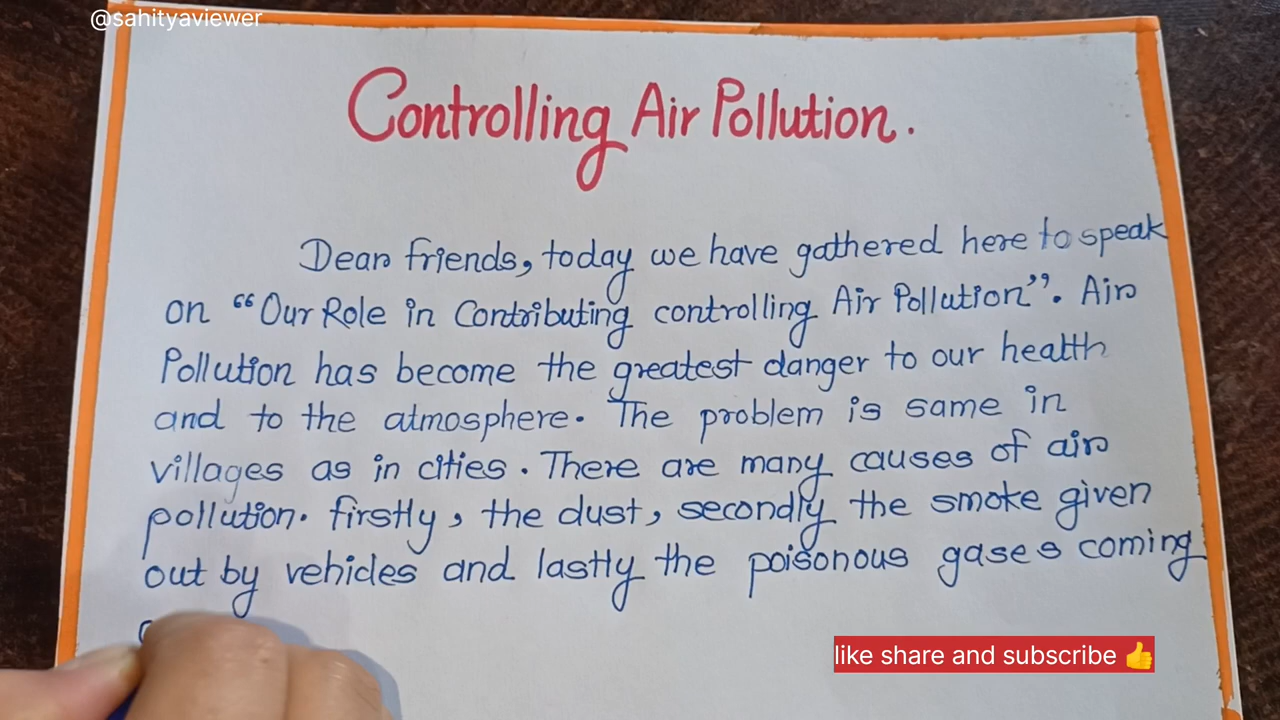 @sahityaviewer
Controlling Air Pollution.
Dear friends, today we have gathered here to speak
on "Our Role in Contributing controlling Air Pollution". Air
Pollution has become the greatest danger to our health
and to the atmosphere. The problem is same in
villages as in cities. There are many causes of air
pollution. firstly, the dust, secondly the smoke given
out by vehicles and lastly the poisonous gases coming
like share and subscribe 👍